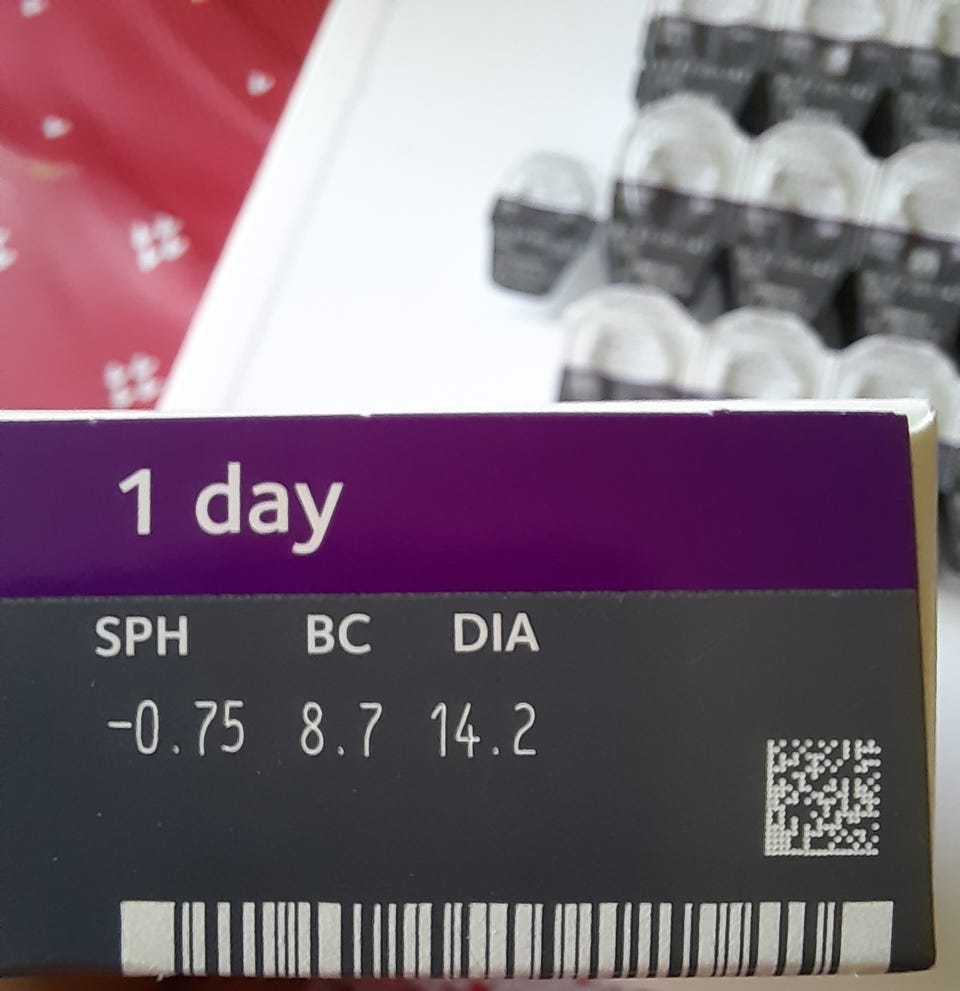 1 day
SPH BC DIA
-0.75 8.7 14.2